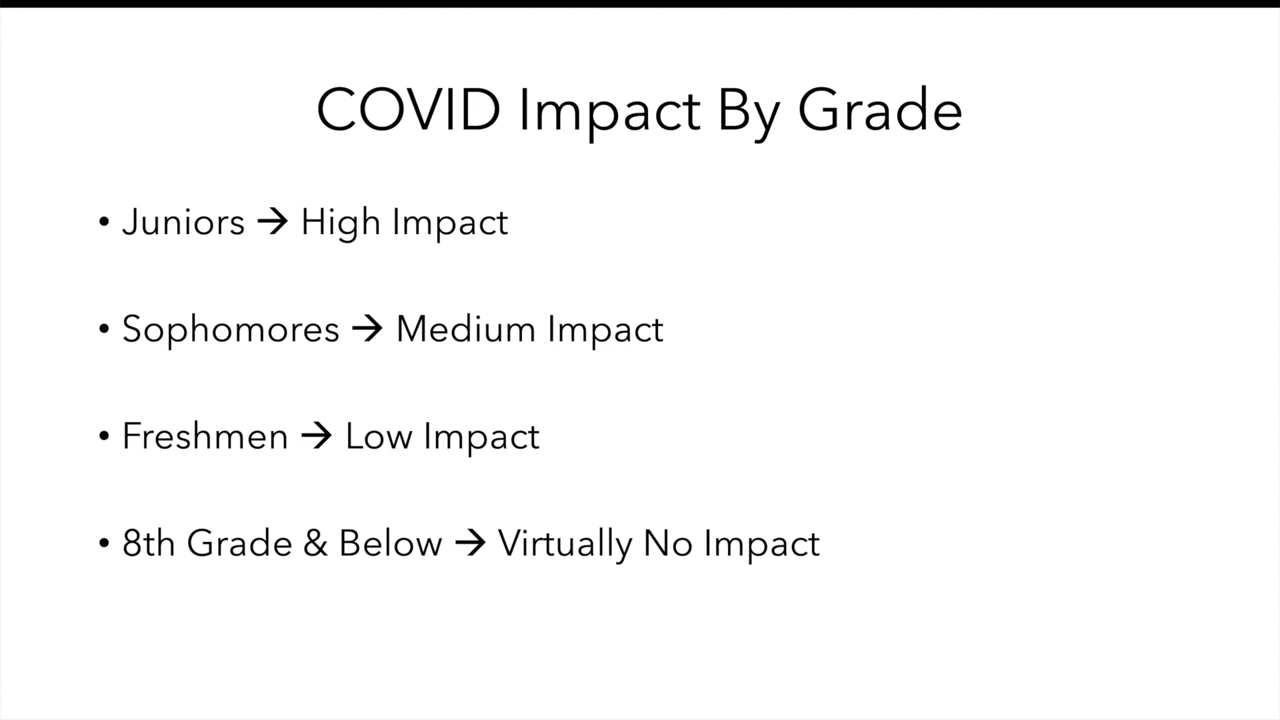 COVID Impact By Grade
• Juniors → High Impact
• Sophomores → Medium Impact
• Freshmen → Low Impact
• 8th Grade & Below → Virtually No Impact